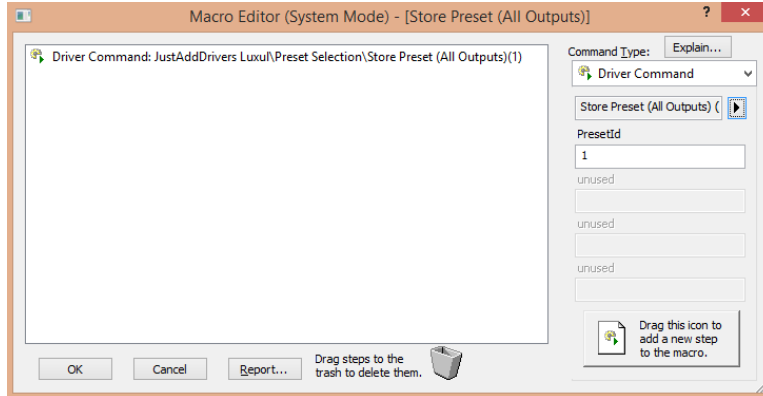 Macro Editor (System Mode) - [Store Preset (All Outputs)]
?
Driver Command: JustAddDrivers Luxul\Preset Selection\Store Preset (All Outputs)(1)
Command Type:
Explain...
Driver Command
Store Preset (All Outputs) (
PresetId
1
unused
unused
unused
Drag this icon to
add a new step
to the macro.
OK
Cancel
Report...
Drag steps to the
trash to delete them.